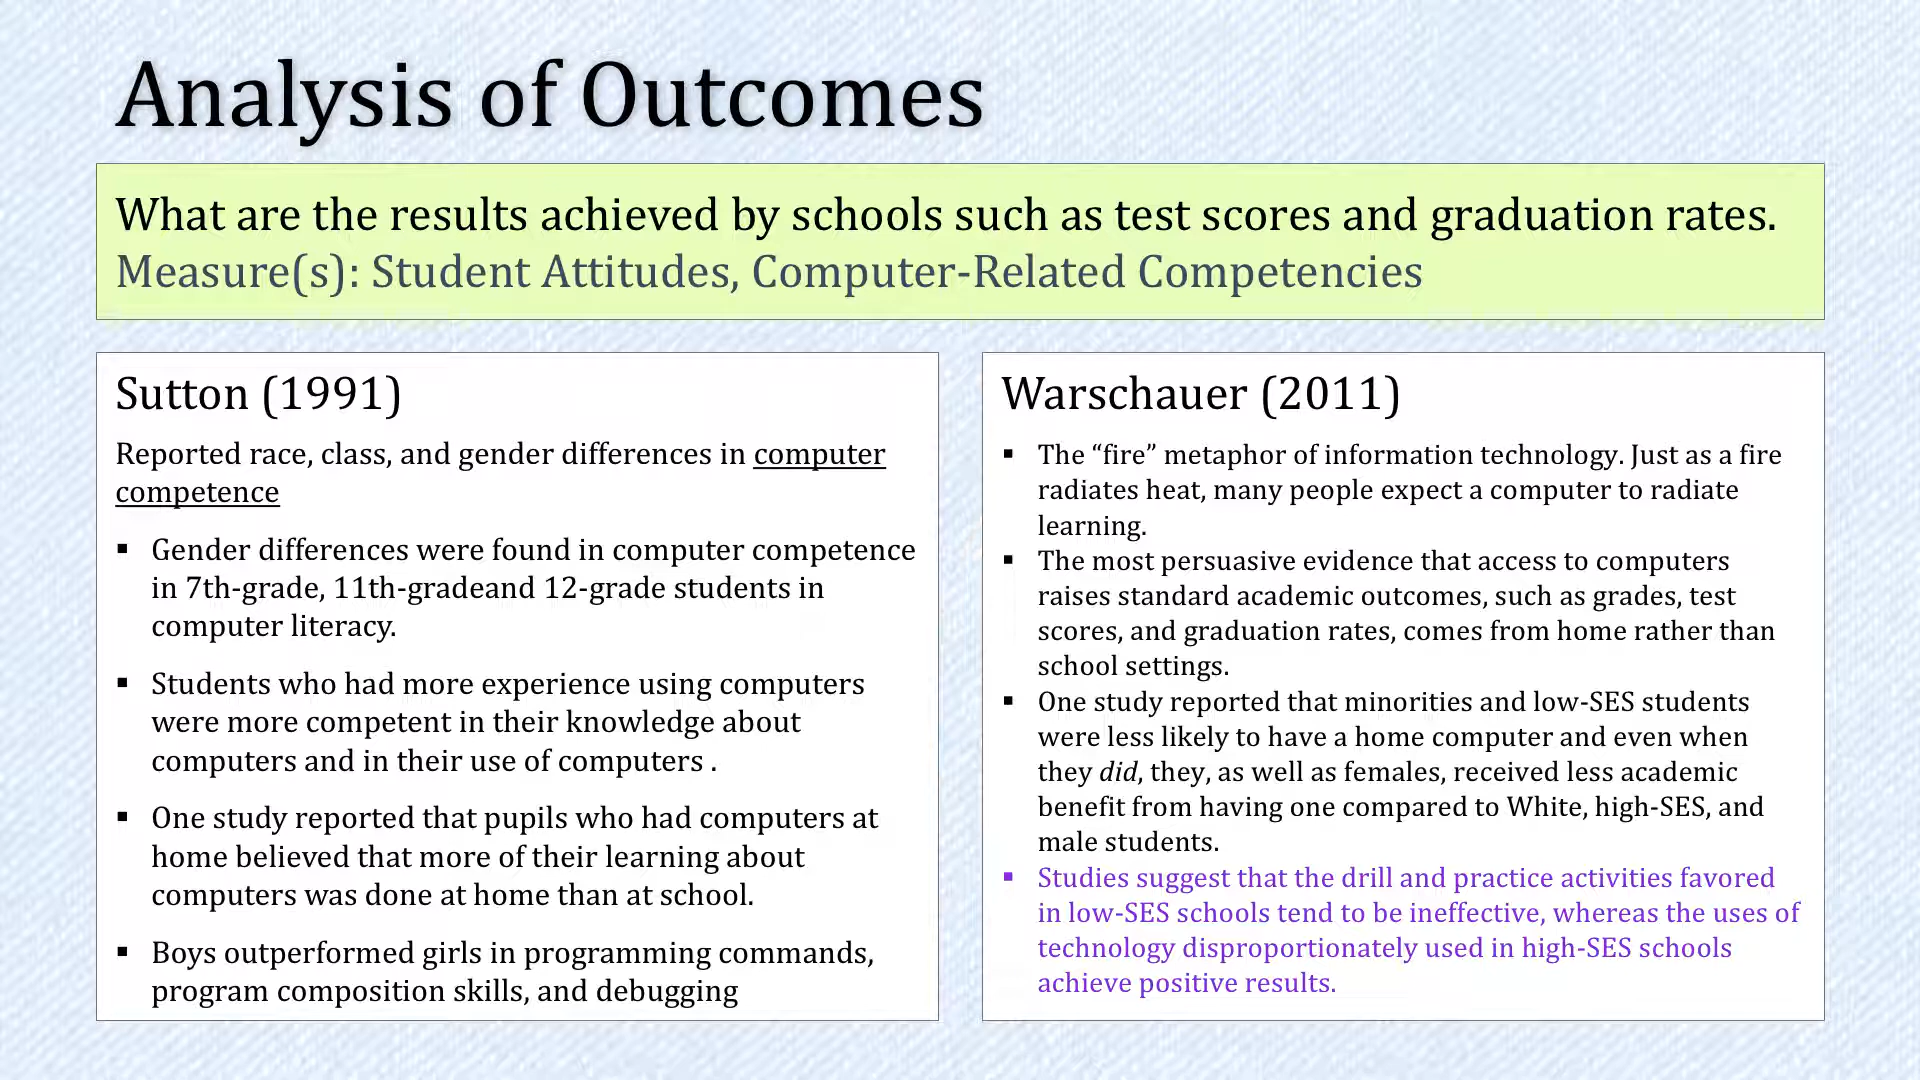 Analysis of Outcomes
What are the results achieved by schools such as test scores and graduation rates.
Measure(s): Student Attitudes, Computer-Related Competencies
Sutton (1991)
Reported race, class, and gender differences in computer
competence
▪ Gender differences were found in computer competence
in 7th-grade, 11th-gradeand 12-grade students in
computer literacy.
▪ Students who had more experience using computers
were more competent in their knowledge about
computers and in their use of computers .
▪ One study reported that pupils who had computers at
home believed that more of their learning about
computers was done at home than at school.
▪ Boys outperformed girls in programming commands,
program composition skills, and debugging
Warschauer (2011)
▪ The “fire” metaphor of information technology. Just as a fire
radiates heat, many people expect a computer to radiate
learning.
▪ The most persuasive evidence that access to computers
raises standard academic outcomes, such as grades, test
scores, and graduation rates, comes from home rather than
school settings.
▪ One study reported that minorities and low-SES students
were less likely to have a home computer and even when
they did, they, as well as females, received less academic
benefit from having one compared to White, high-SES, and
male students.
▪ Studies suggest that the drill and practice activities favored
in low-SES schools tend to be ineffective, whereas the uses of
technology disproportionately used in high-SES schools
achieve positive results.